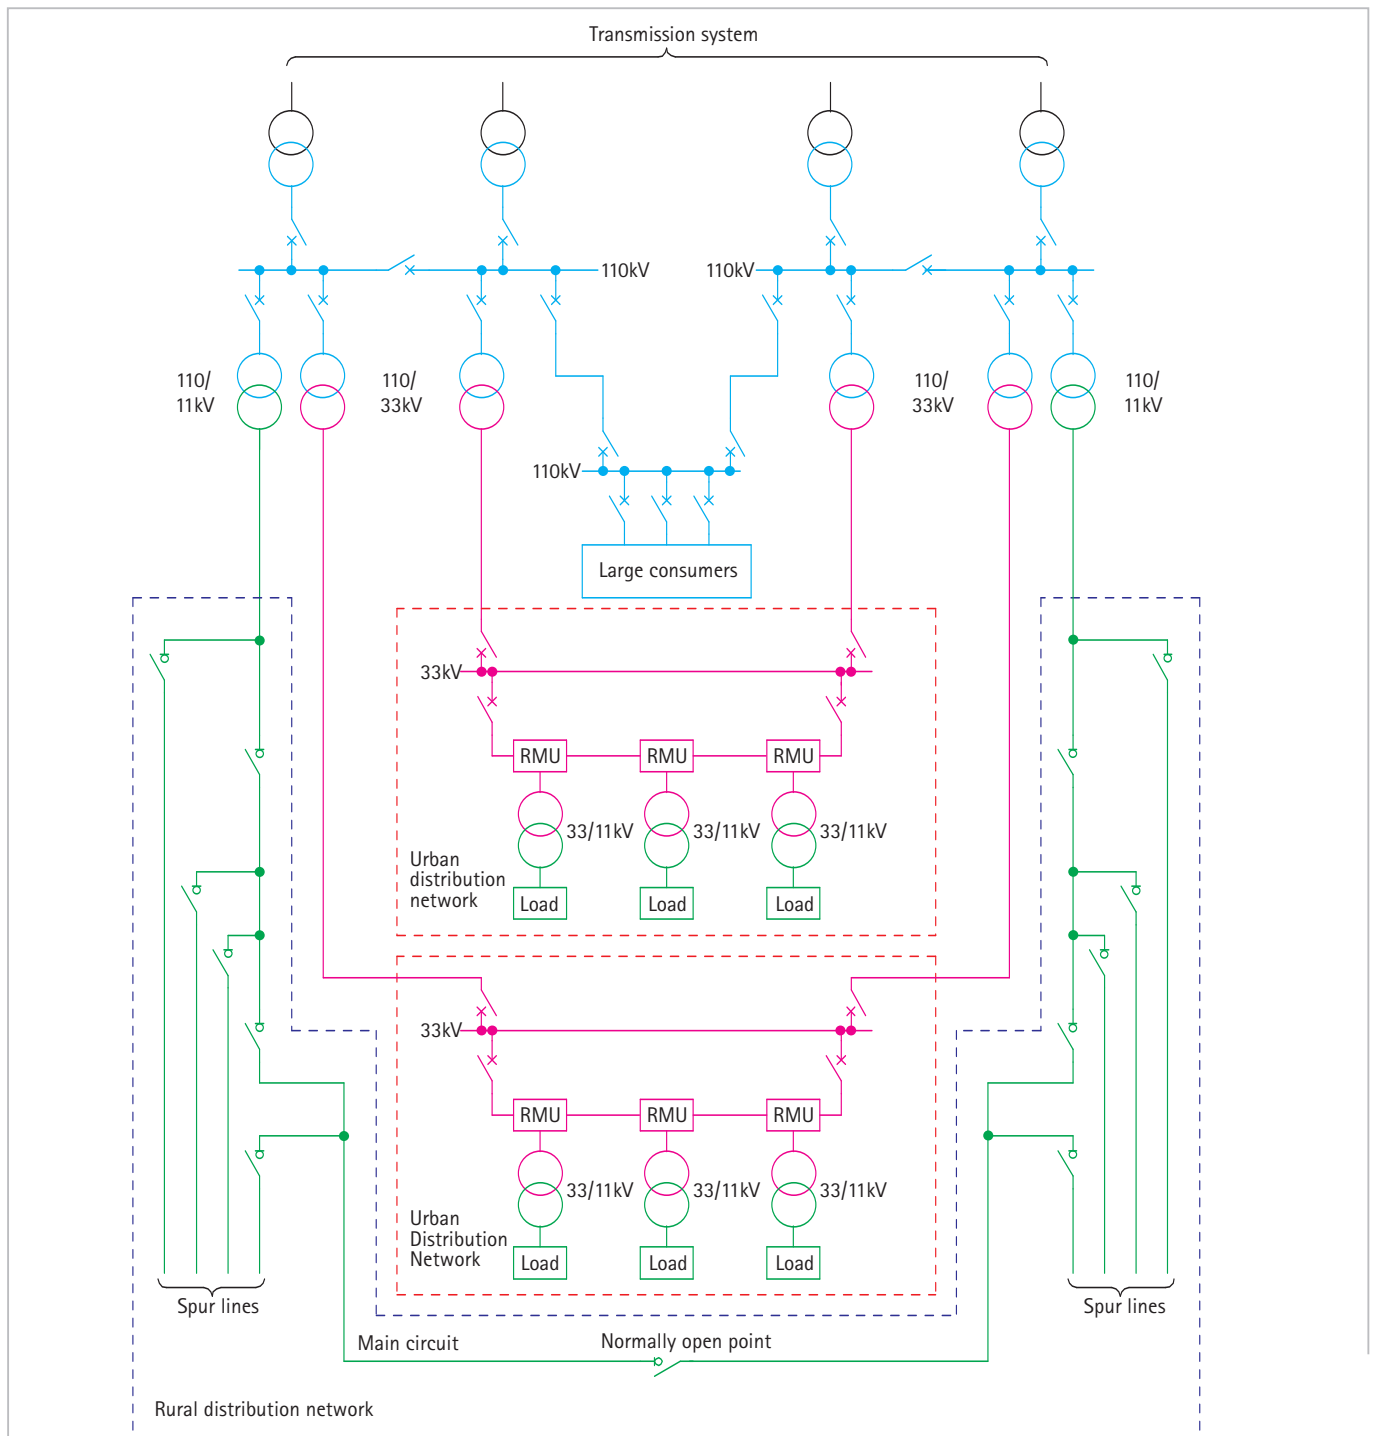 Transmission system
110kV
110kV
110/
11kV
110/
33kV
110/
33kV
110/
11kV
110kV
Large consumers
33kV
RMU
RMU
RMU
33/11kV
33/11kV
33/11kV
Urban
distribution
network
Load
Load
Load
33kV
RMU
RMU
RMU
33/11kV
33/11kV
33/11kV
Urban
Distribution
Network
Load
Load
Load
Spur lines
Spur lines
Main circuit
Normally open point
Rural distribution network